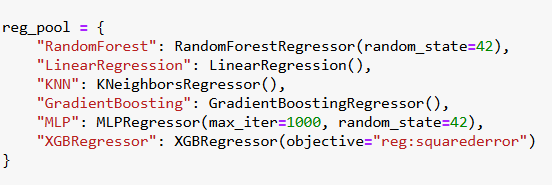 reg_pool = {
    "RandomForest": RandomForestRegressor(random_state=42),
    "LinearRegression": LinearRegression(),
    "KNN": KNeighborsRegressor(),
    "GradientBoosting": GradientBoostingRegressor(),
    "MLP": MLPRegressor(max_iter=1000, random_state=42),
    "XGBRegressor": XGBRegressor(objective="reg:squarederror")
}